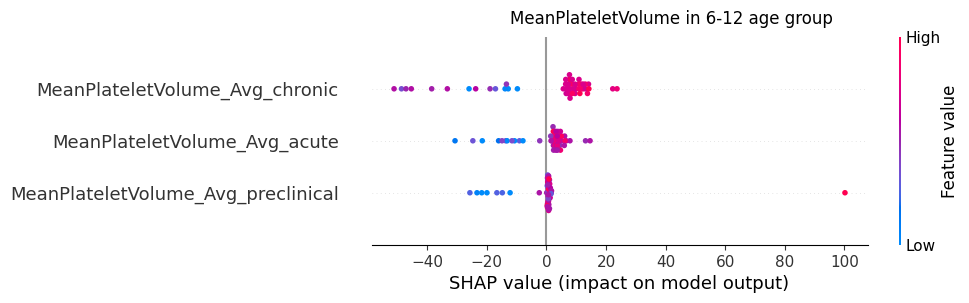 MeanPlateletVolume in 6-12 age group
High
MeanPlateletVolume_Avg_chronic
MeanPlateletVolume_Avg_acute
MeanPlateletVolume_Avg_preclinical
Feature value
Low
−40 −20 0 20 40 60 80 100
SHAP value (impact on model output)